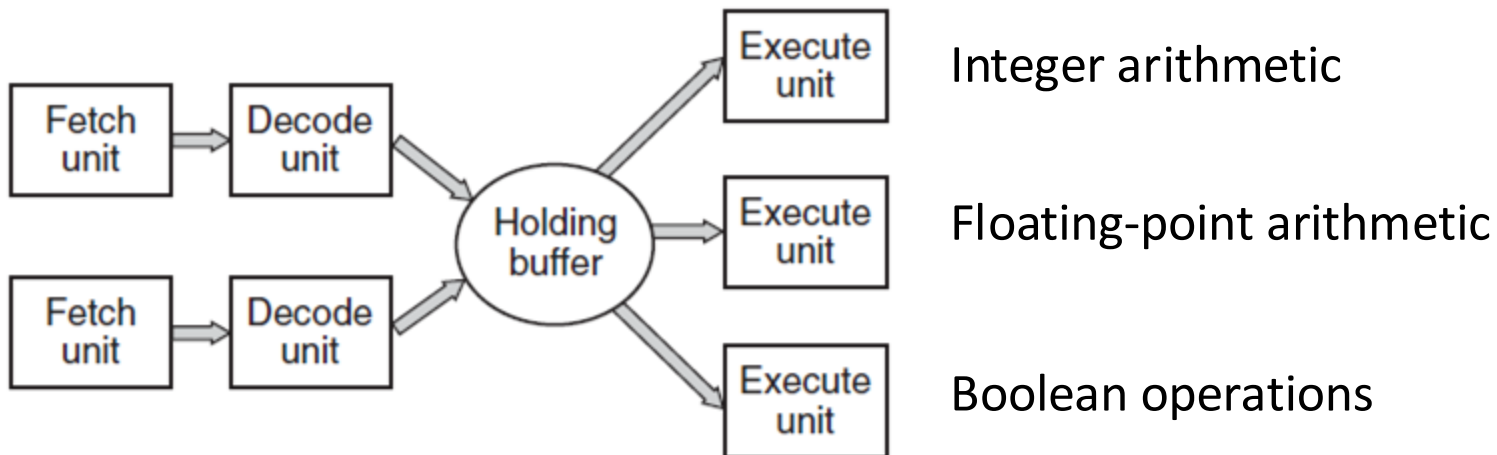 Fetch
unit
Decode
unit
Fetch
unit
Decode
unit
Holding
buffer
Execute
unit
Integer arithmetic
Execute
unit
Floating-point arithmetic
Execute
unit
Boolean operations